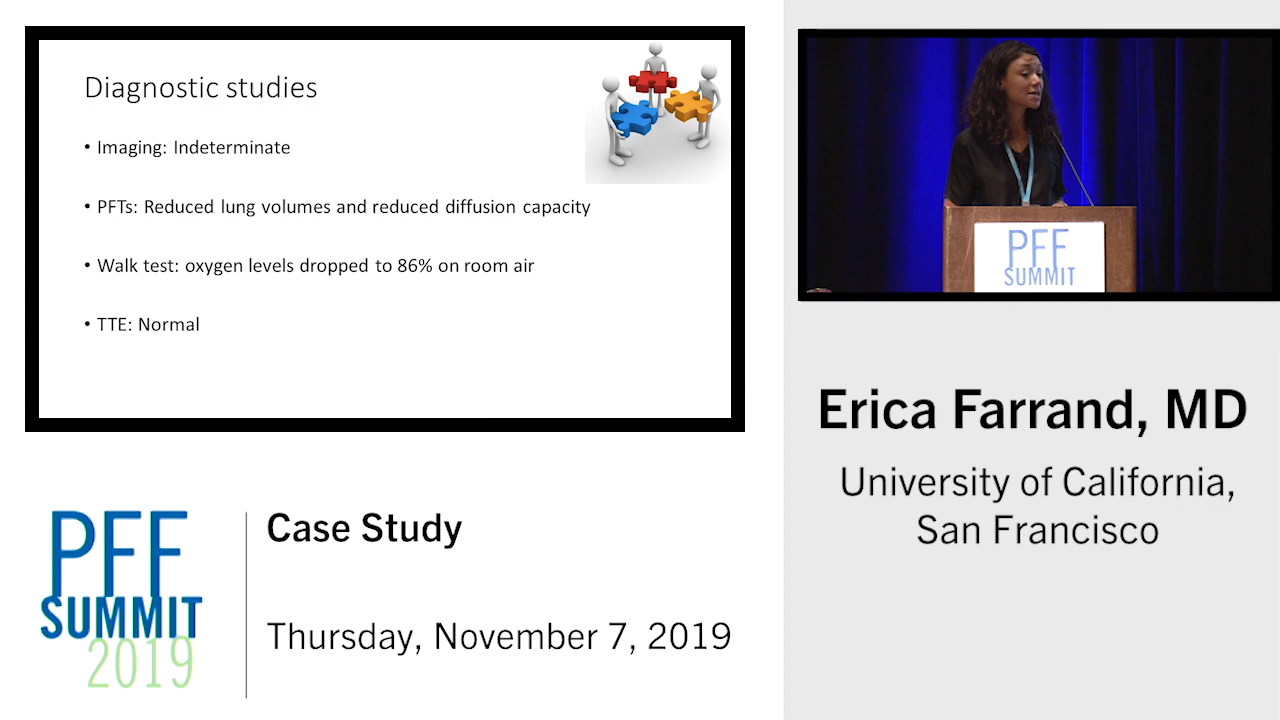 Diagnostic studies
• Imaging: Indeterminate
• PFTs: Reduced lung volumes and reduced diffusion capacity
• Walk test: oxygen levels dropped to 86% on room air
• TTE: Normal
PFF
SUMMIT
Erica Farrand, MD
University of California,
San Francisco
PFF
SUMMIT
2019
Case Study
Thursday, November 7, 2019